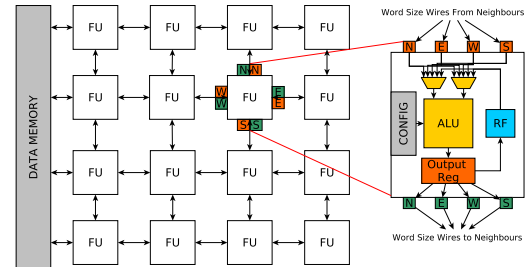 Word Size Wires From Neighbours
DATA MEMORY
FU FU FU FU
N N
N E W S
FU FU FU FU
W E
W E
S S
CONFIG
ALU
RF
FU FU FU FU
Output
Reg
N E W S
FU FU FU FU
Word Size Wires to Neighbours